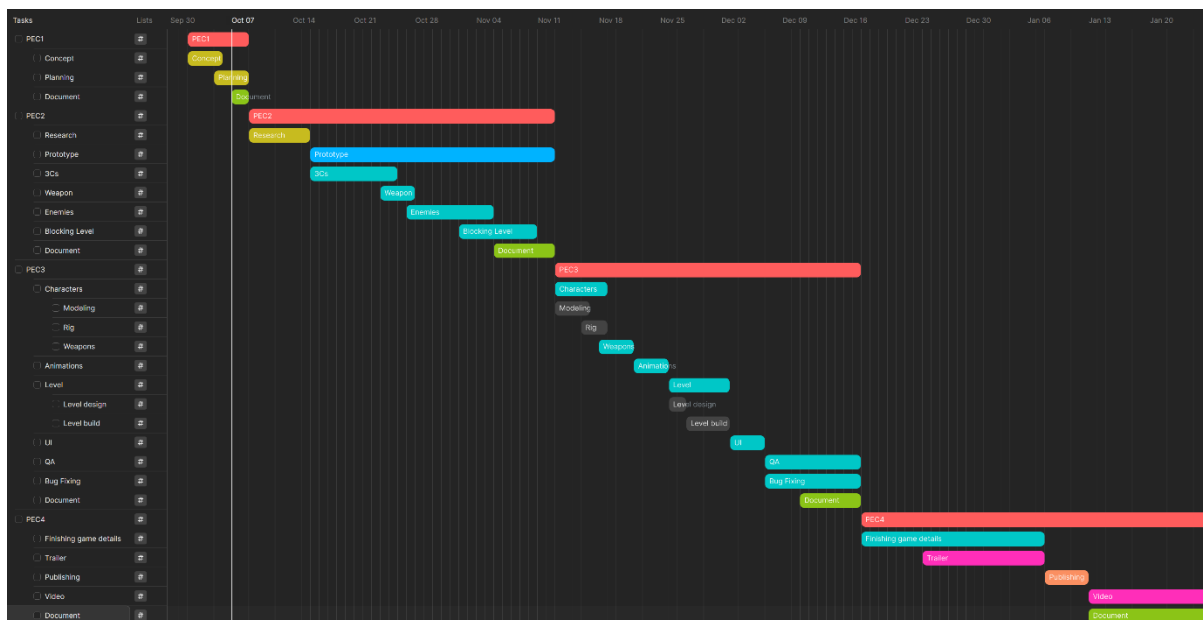 Tasks Lists Sep 30 Oct 07 Oct 14 Oct 21 Oct 28 Nov 04 Nov 11 Nov 18 Nov 25 Dec 02 Dec 09 Dec 16 Dec 23 Dec 30 Jan 06 Jan 13 Jan 20
PEC1 PEC1
Concept Concept
Planning Planning
Document Document
PEC2 PEC2
Research Research
Prototype Prototype
3Cs 3Cs
Weapon Weapon
Enemies Enemies
Blocking Level Blocking Level
Document Document
PEC3 PEC3
Characters Characters
Modeling Modeling
Rig Rig
Weapons Weapons
Animations Animations
Level Level
Level design Level design
Level build Level build
UI UI
QA QA
Bug Fixing Bug Fixing
Document Document
PEC4 PEC4
Finishing game details Finishing game details
Trailer Trailer
Publishing Publishing
Video Video
Document Document